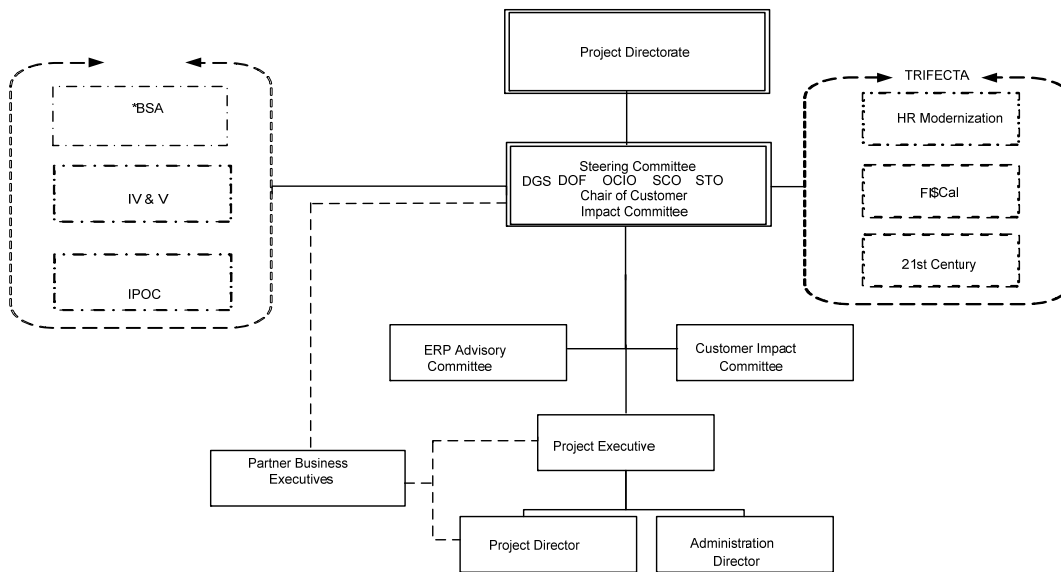 Project Directorate
TRIFECTA
*BSA
HR Modernization
Steering Committee
DGS DOF OCIO SCO STO
Chair of Customer
Impact Committee
IV & V
FI$Cal
21st Century
IPOC
ERP Advisory
Committee
Customer Impact
Committee
Project Executive
Partner Business
Executives
Project Director
Administration
Director